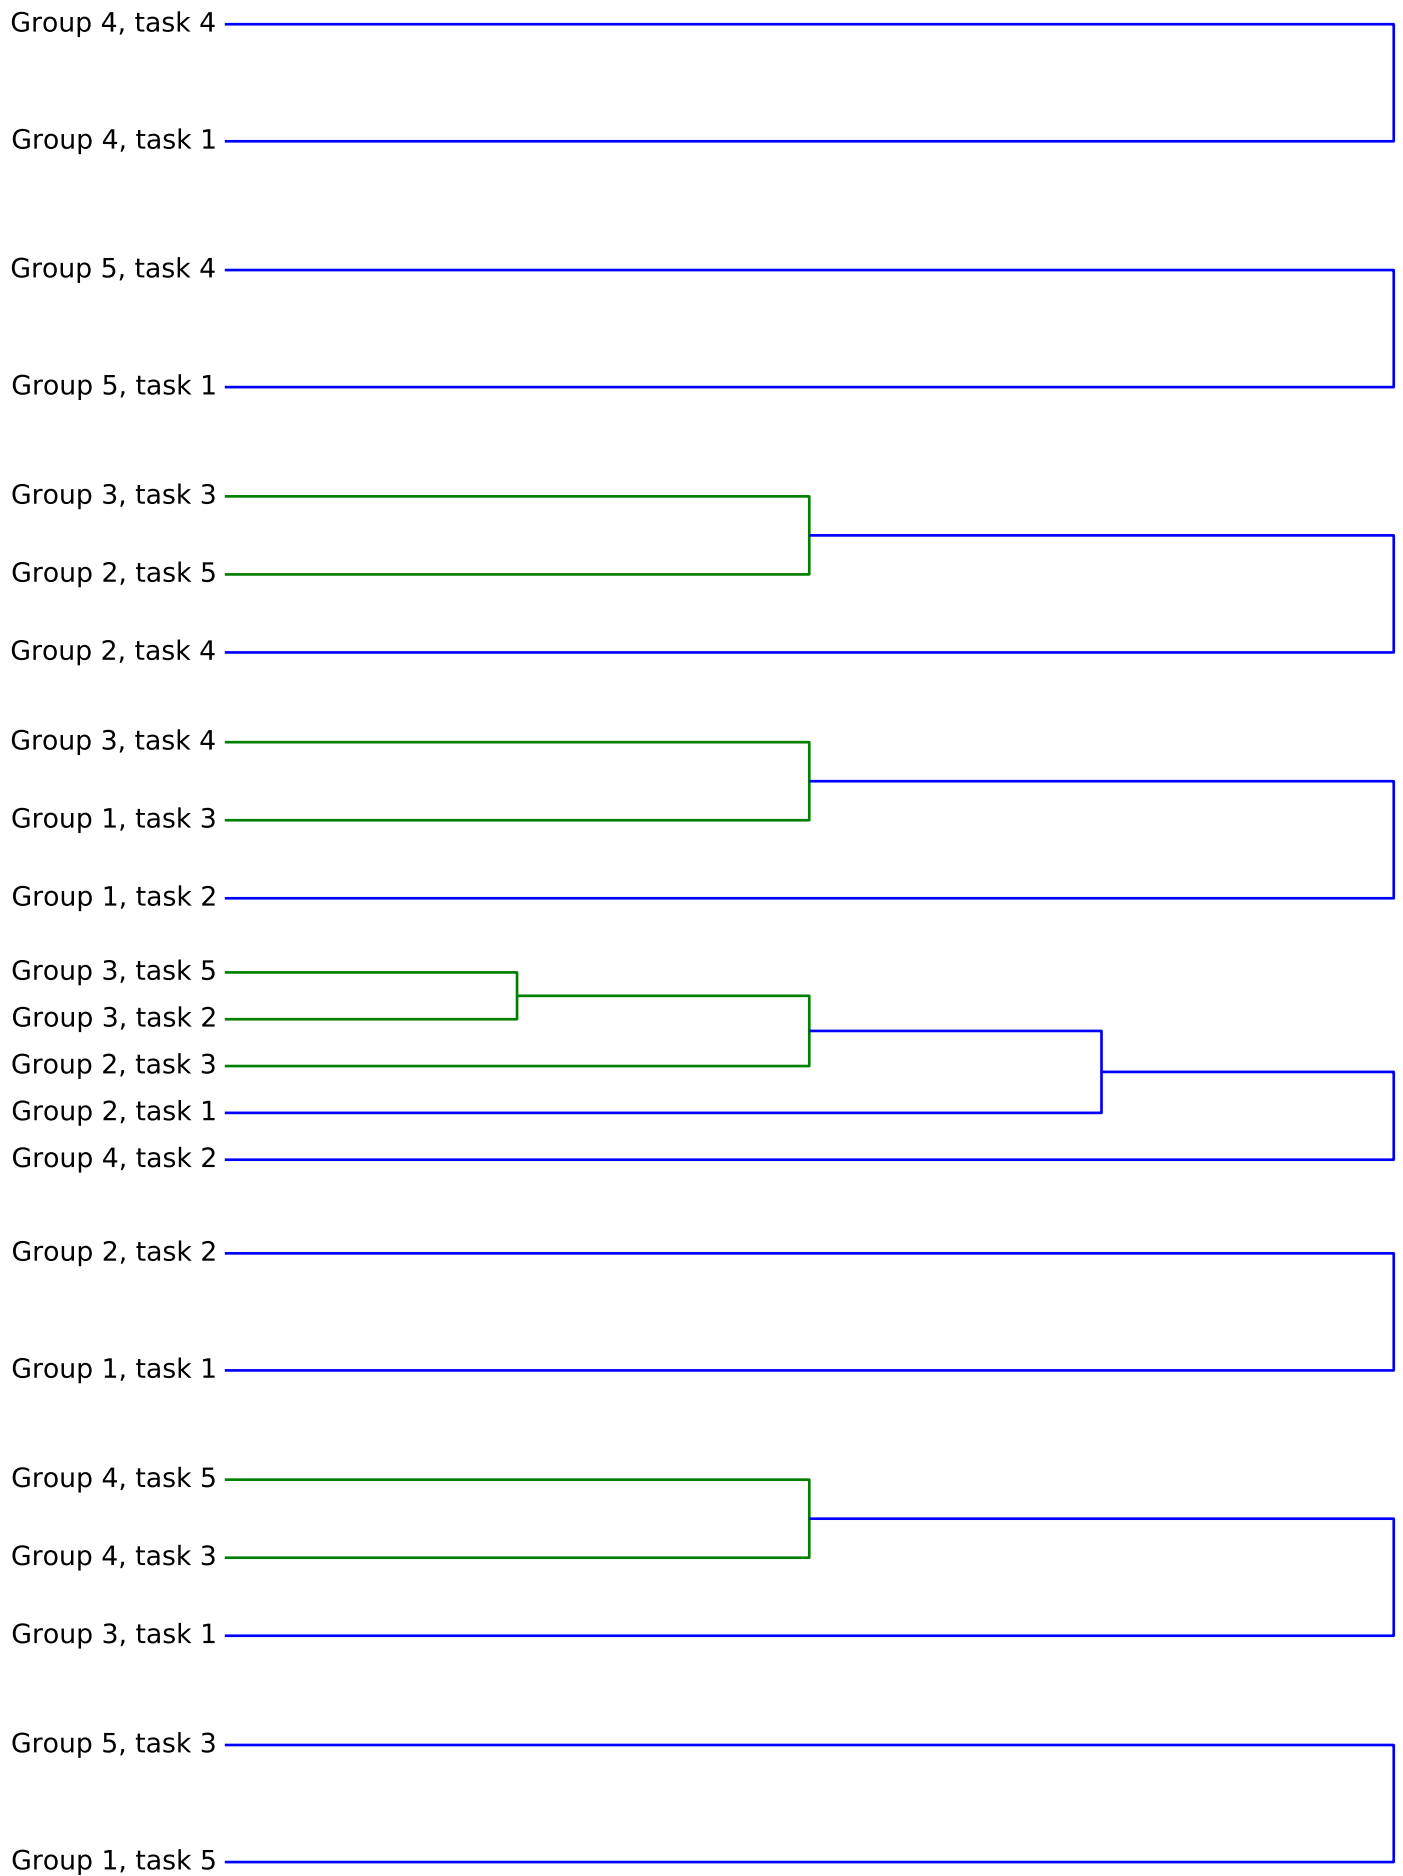 Group 4, task 4
Group 4, task 1
Group 5, task 4
Group 5, task 1
Group 3, task 3
Group 2, task 5
Group 2, task 4
Group 3, task 4
Group 1, task 3
Group 1, task 2
Group 3, task 5
Group 3, task 2
Group 2, task 3
Group 2, task 1
Group 4, task 2
Group 2, task 2
Group 1, task 1
Group 4, task 5
Group 4, task 3
Group 3, task 1
Group 5, task 3
Group 1, task 5